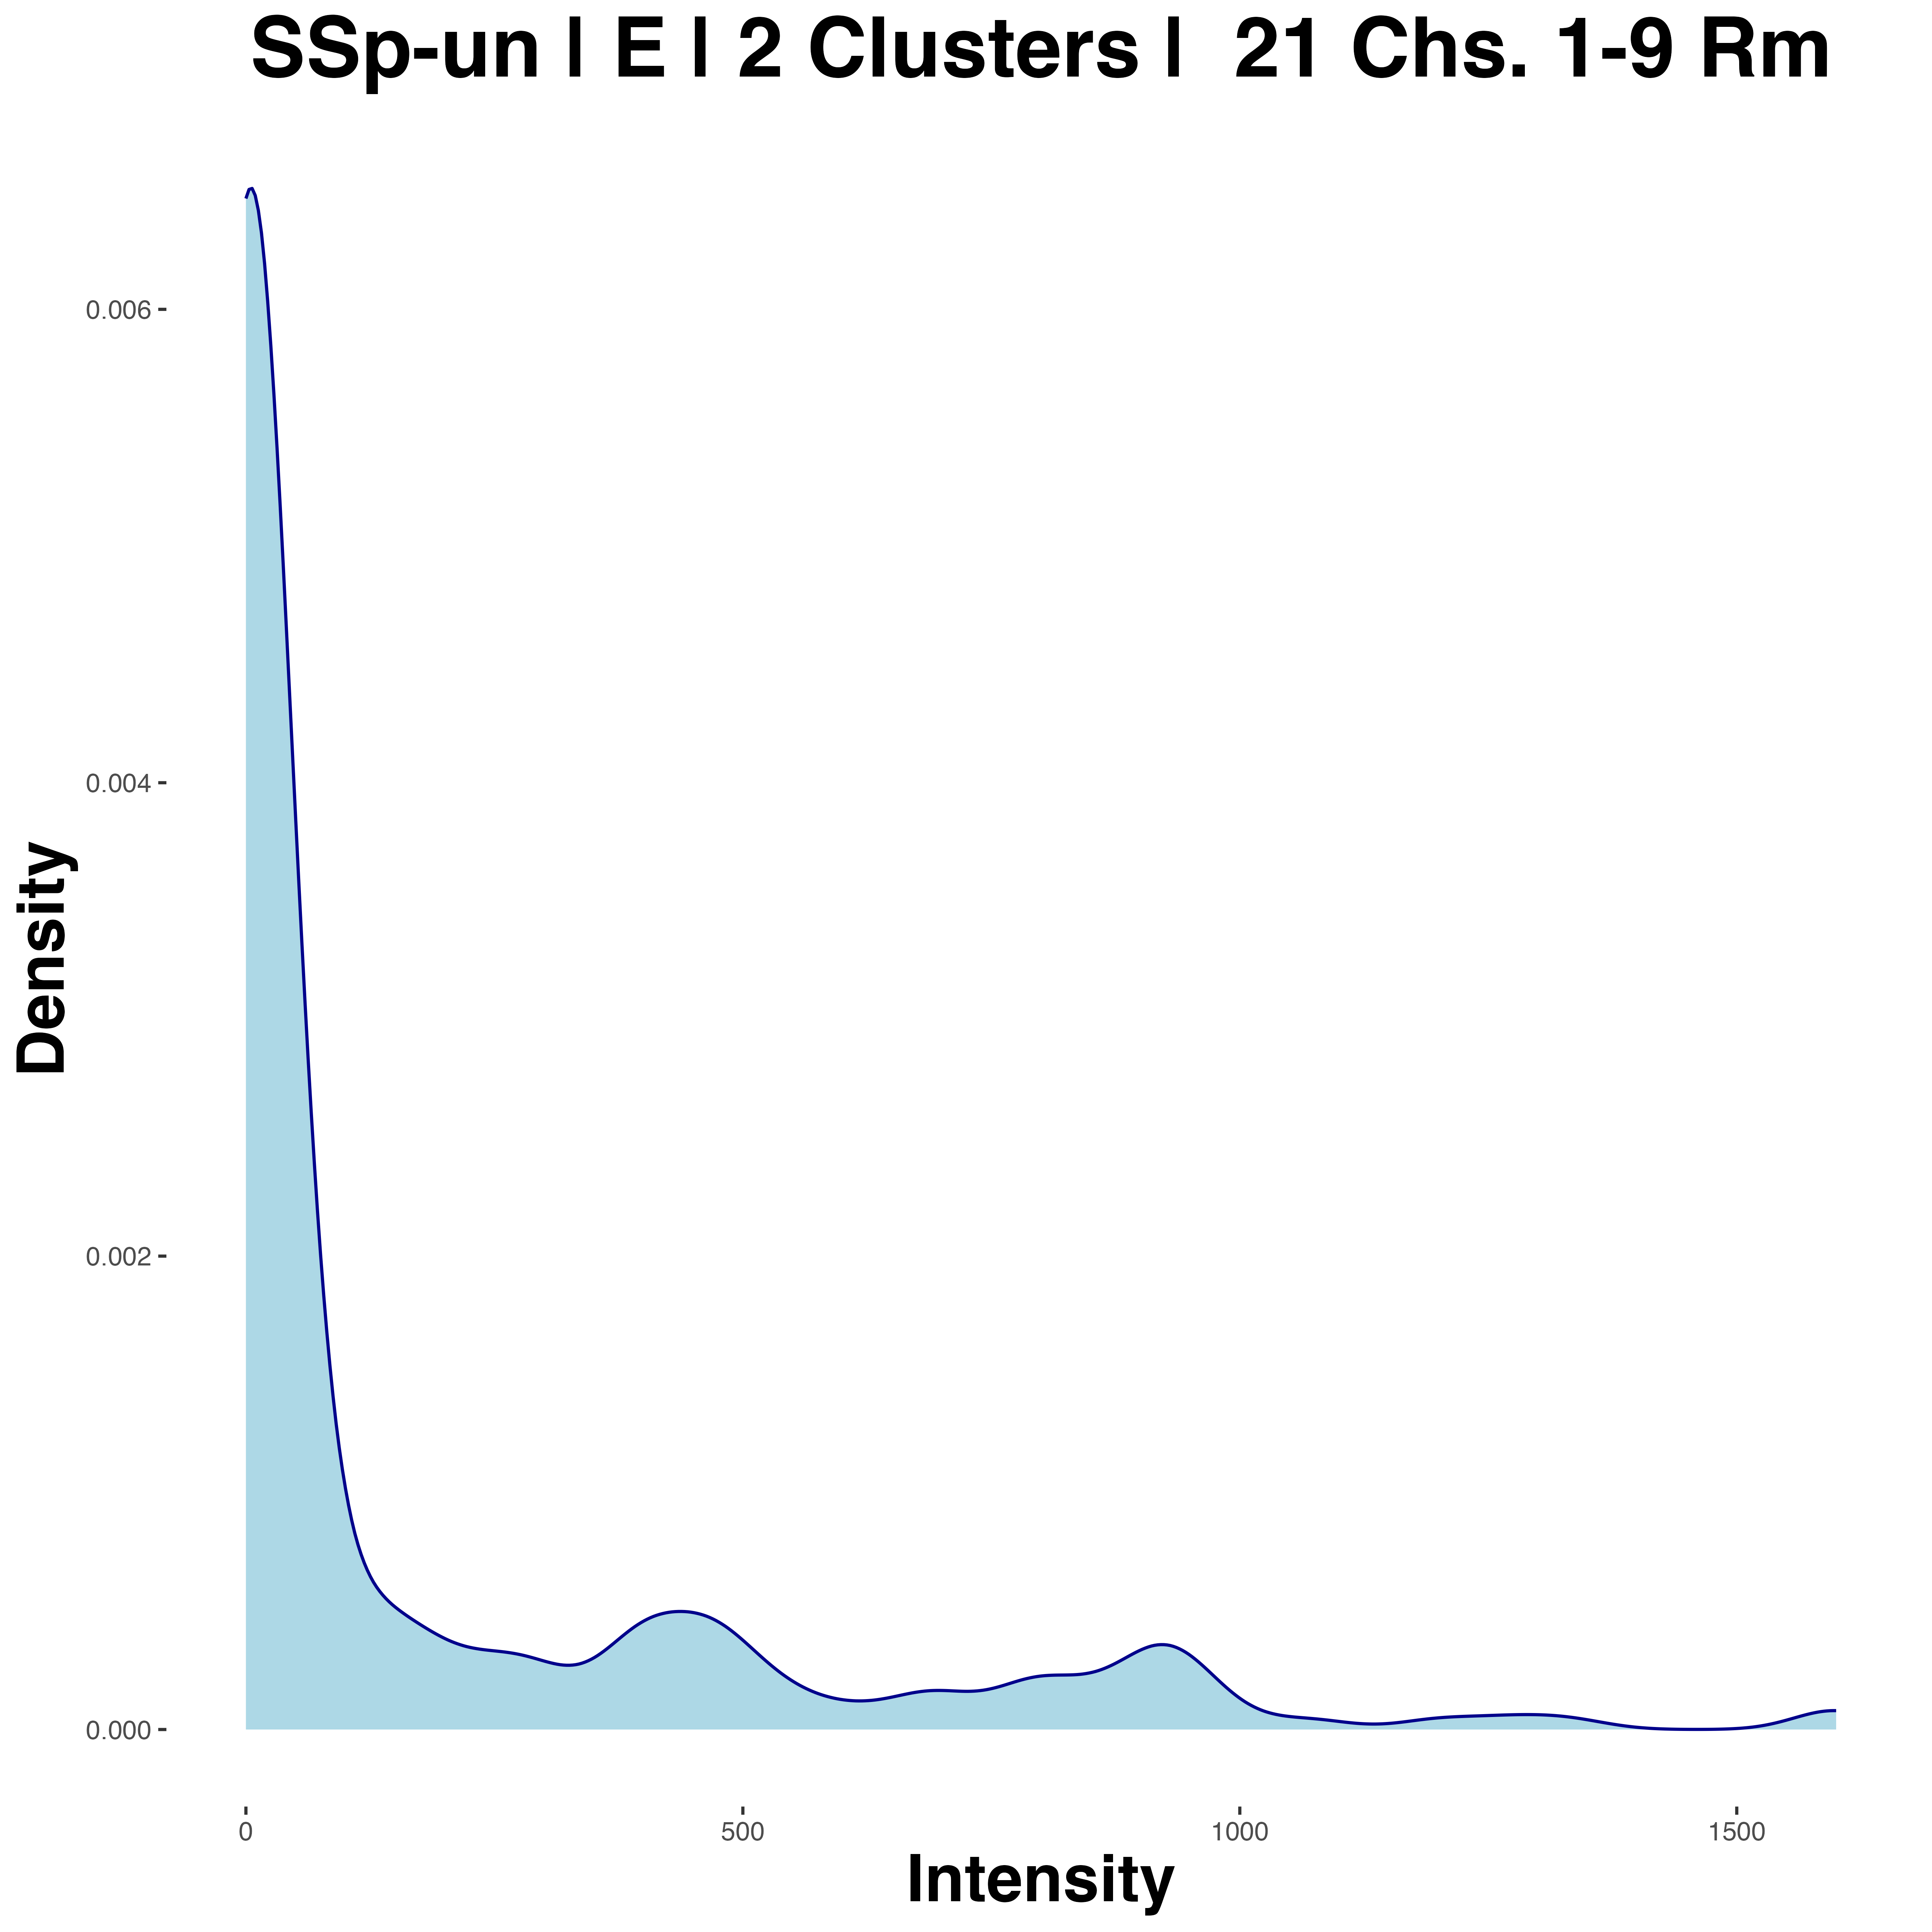 SSp-un | E | 2 Clusters |  21 Chs. 1-9 Rm
0.006
0.004
0.002
0.000
Density
0 500 1000 1500
Intensity